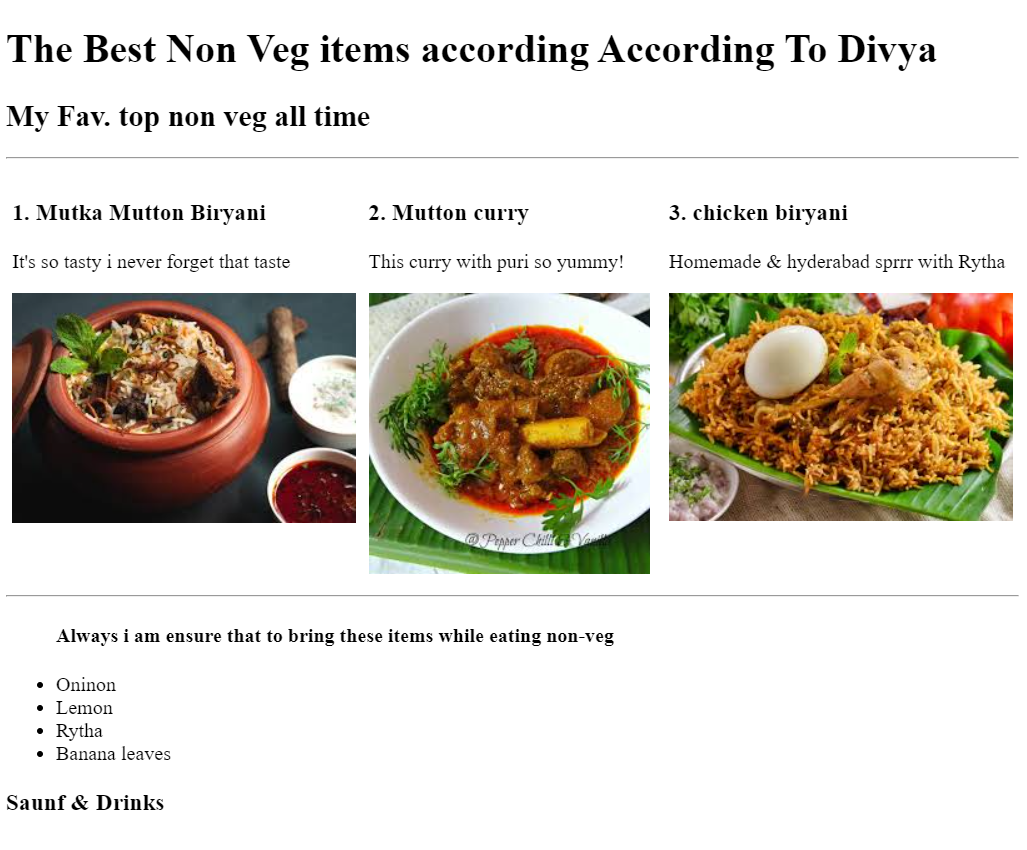 The Best Non Veg items according According To Divya
My Fav. top non veg all time
1. Mutka Mutton Biryani
It's so tasty i never forget that taste
2. Mutton curry
This curry with puri so yummy!
@ Pepper Chilli
3. chicken biryani
Homemade & hyderabad sprrr with Rytha
Always i am ensure that to bring these items while eating non-veg
Oninon
Lemon
Rytha
Banana leaves
Saunf & Drinks